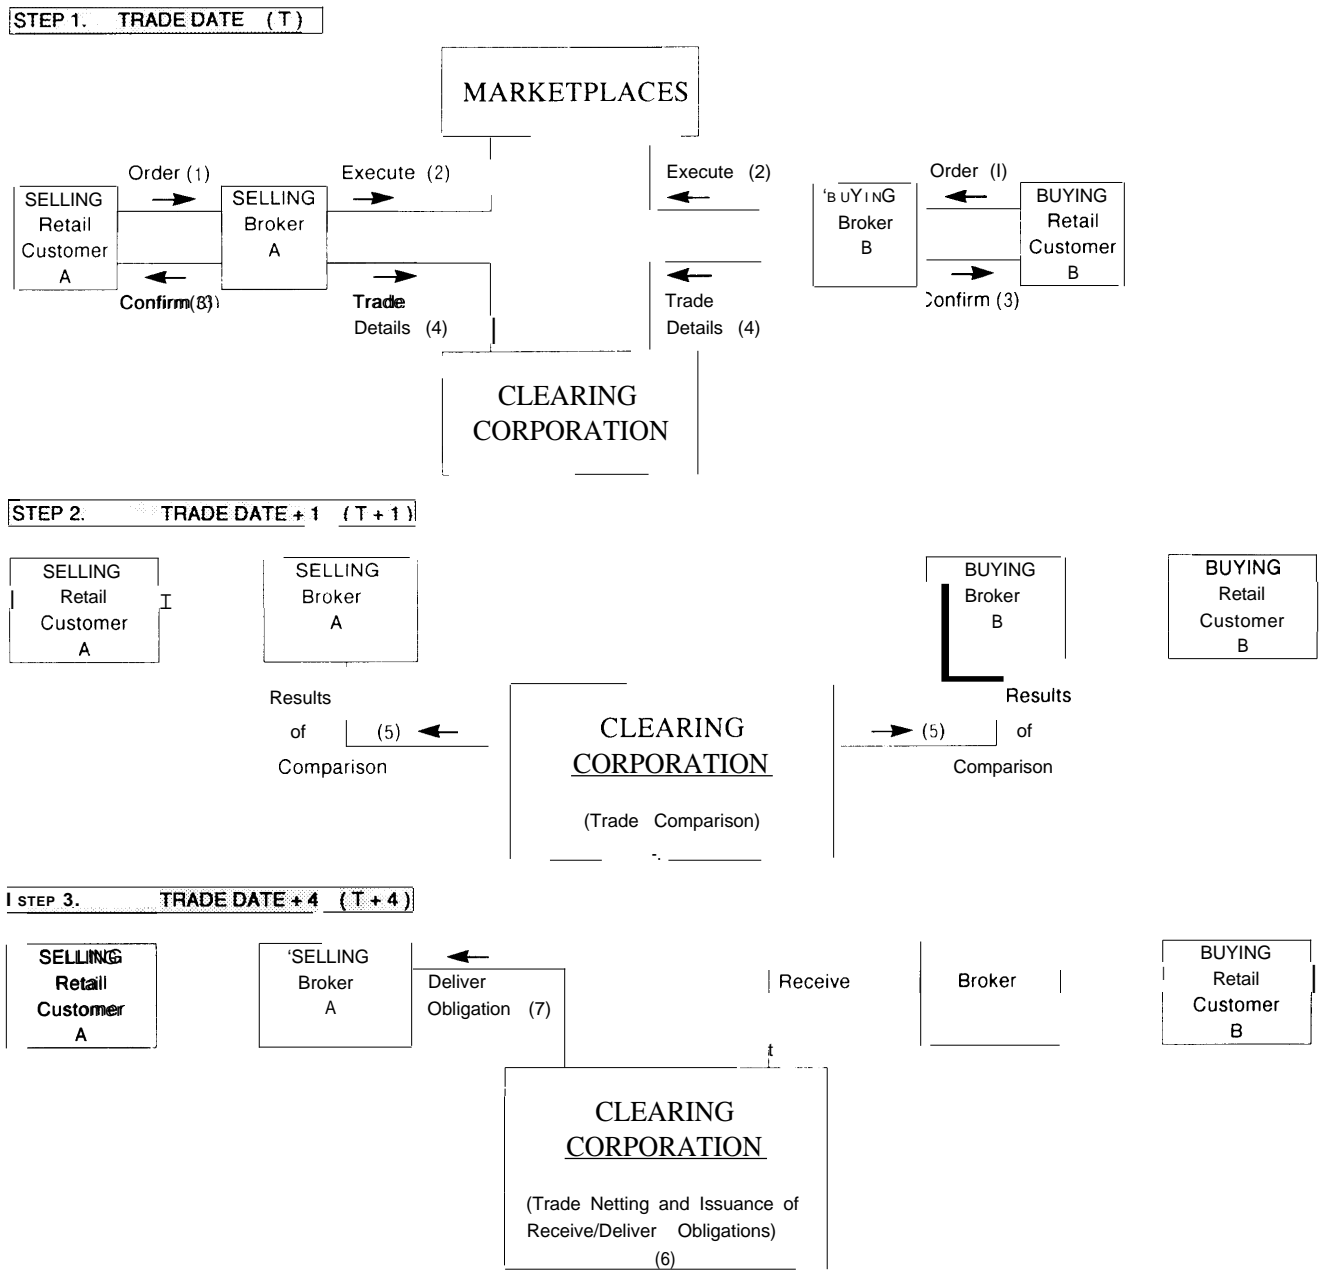 STEP 1. TRADE DATE (T)
MARKETPLACES
Order (1)
Execute (2)
Execute (2)
Order (I)
SELLING
Retail
Customer
A
SELLING
Broker
A
'BUYING
Broker
B
BUYING
Retail
Customer
B
Confirm (3)
Trade
Details (4)
Trade
Details (4)
Confirm (3)
CLEARING
CORPORATION
STEP 2. TRADE DATE + 1 (T + 1)
SELLING
Retail
Customer
A
SELLING
Broker
A
BUYING
Broker
B
BUYING
Retail
Customer
B
Results
of
Comparison
(5)
CLEARING
CORPORATION
(Trade Comparison)
(5)
Results
of
Comparison
STEP 3. TRADE DATE + 4 (T + 4)
SELLING
Retail
Customer
A
'SELLING
Broker
A
Deliver
Obligation (7)
Receive
Broker
BUYING
Retail
Customer
B
t
CLEARING
CORPORATION
(Trade Netting and Issuance of
Receive/Deliver Obligations)
(6)